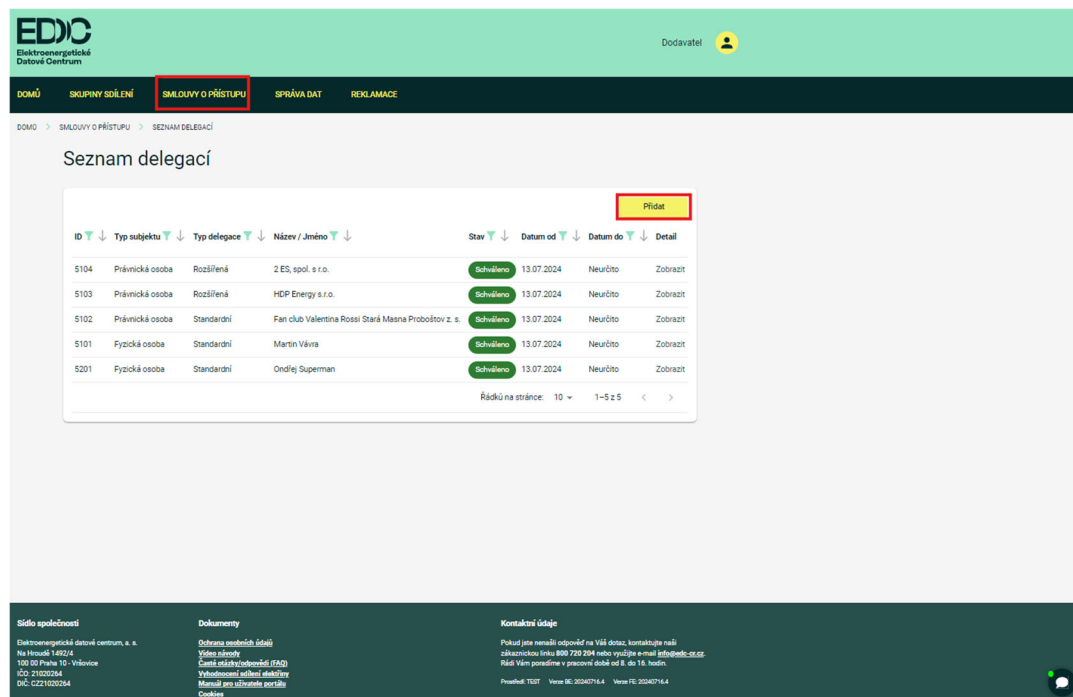 EDC
Elektroenergetické
Datové Centrum
Dodavatel
DOMŮ SKUPINY SDÍLENÍ SMLOUVY O PŘÍSTUPU SPRÁVA DAT REKLAMACE
DOMŮ > SMLOUVY O PŘÍSTUPU > SEZNAM DELEGACÍ
Seznam delegací
Přidat
ID Typ subjektu Typ delegace Název / Jméno Stav Datum od Datum do Detail
5104 Právnická osoba Rozšířená 2 ES, spol. s r.o. Schváleno 13.07.2024 Neurčito Zobrazit
5103 Právnická osoba Rozšířená HDP Energy s.r.o. Schváleno 13.07.2024 Neurčito Zobrazit
5102 Právnická osoba Standardní Fan club Valentina Rossi Stará Masna Proboštov z. s. Schváleno 13.07.2024 Neurčito Zobrazit
5101 Fyzická osoba Standardní Martin Vávra Schváleno 13.07.2024 Neurčito Zobrazit
5201 Fyzická osoba Standardní Ondřej Superman Schváleno 13.07.2024 Neurčito Zobrazit
Řádků na stránce: 10 1–5 z 5 < >
Sídlo společnosti
Elektroenergetické datové centrum, a. s.
Na Hroudě 1492/4
100 00 Praha 10 - Vršovice
IČO: 21020264
DIČ: CZ21020264
Dokumenty
Ochrana osobních údajů
Video návody
Časté otázky/odpovědi (FAQ)
Vyhodnocení sdílení elektřiny
Manuál pro uživatele portálu
Cookies
Kontaktní údaje
Pokud jste nenašli odpověď na Váš dotaz, kontaktujte naši
zákaznickou linku 800 720 204 nebo využijte e-mail info@edc-cr.cz.
Rádi Vám poradíme v pracovní době od 8. do 16. hodin.
Prostředí: TEST Verze BE: 20240716.4 Verze FE: 20240716.4